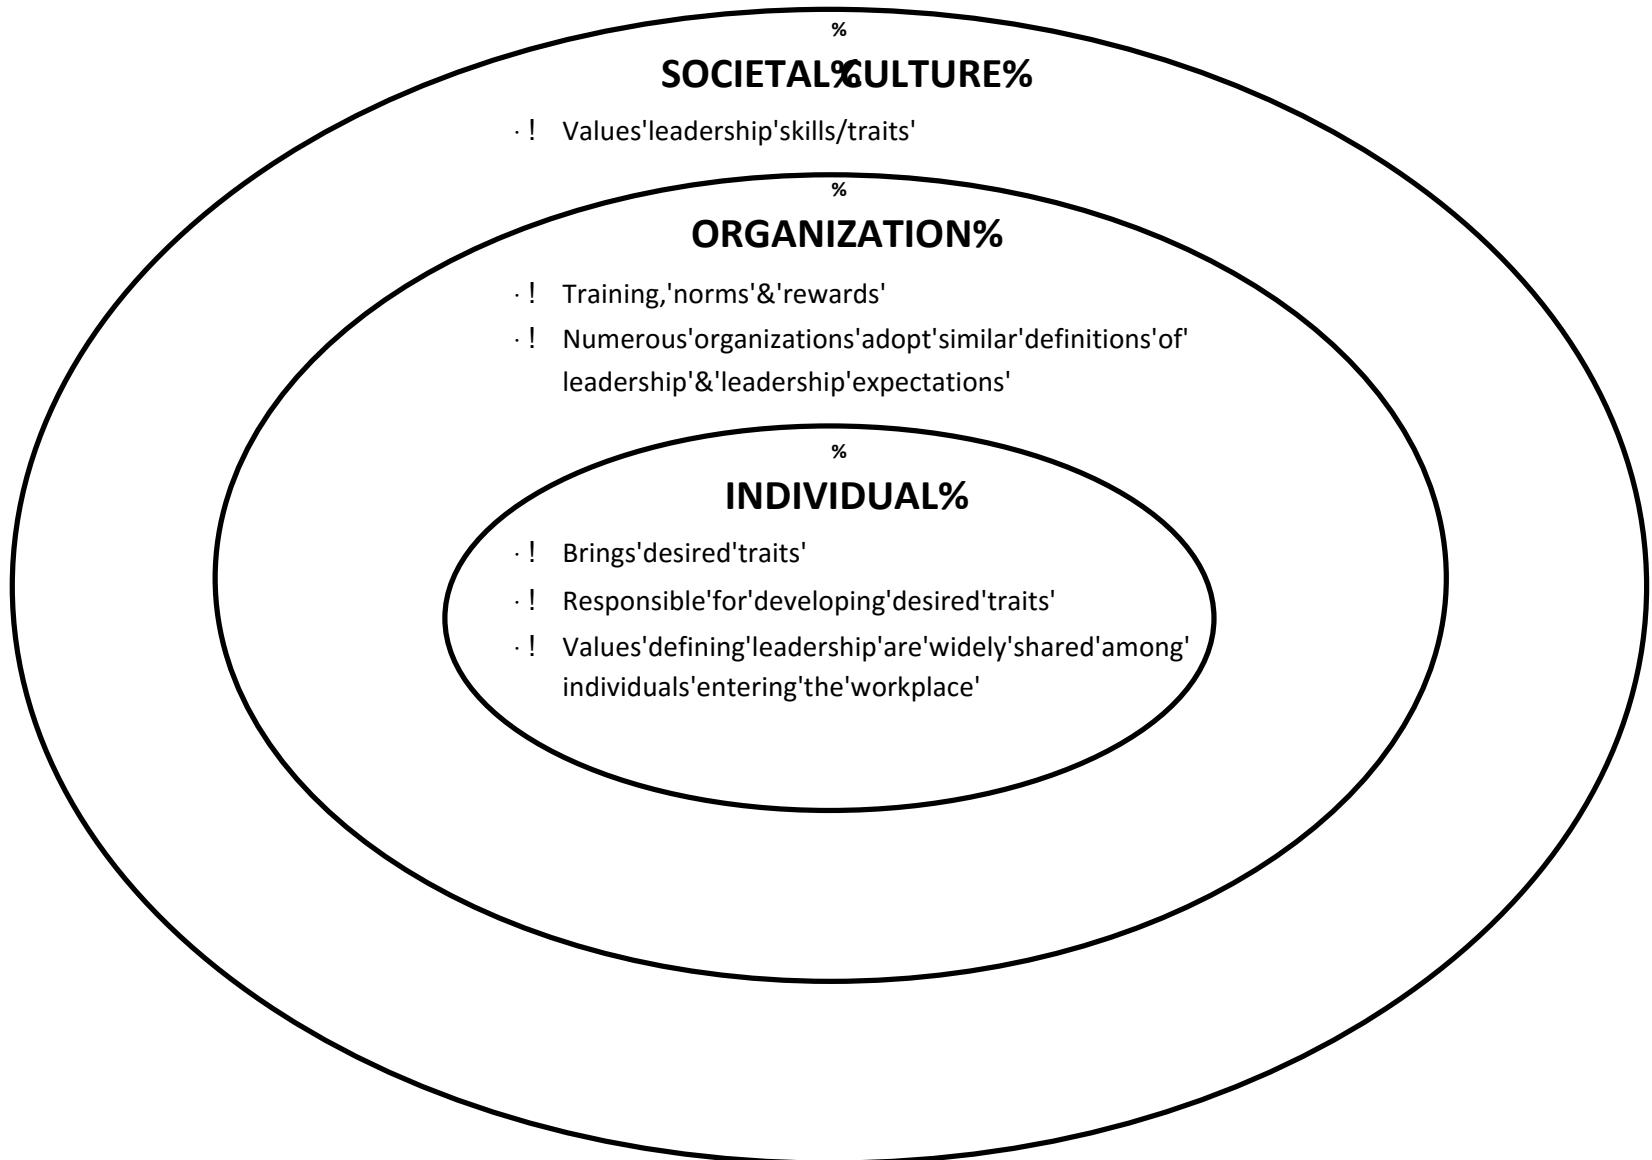 %
SOCIETAL%CULTURE%
·! Values'leadership'skills/traits'
%
ORGANIZATION%
·! Training,'norms'&'rewards'
·! Numerous'organizations'adopt'similar'definitions'of'
leadership'&'leadership'expectations'
%
INDIVIDUAL%
·! Brings'desired'traits'
·! Responsible'for'developing'desired'traits'
·! Values'defining'leadership'are'widely'shared'among'
individuals'entering'the'workplace'